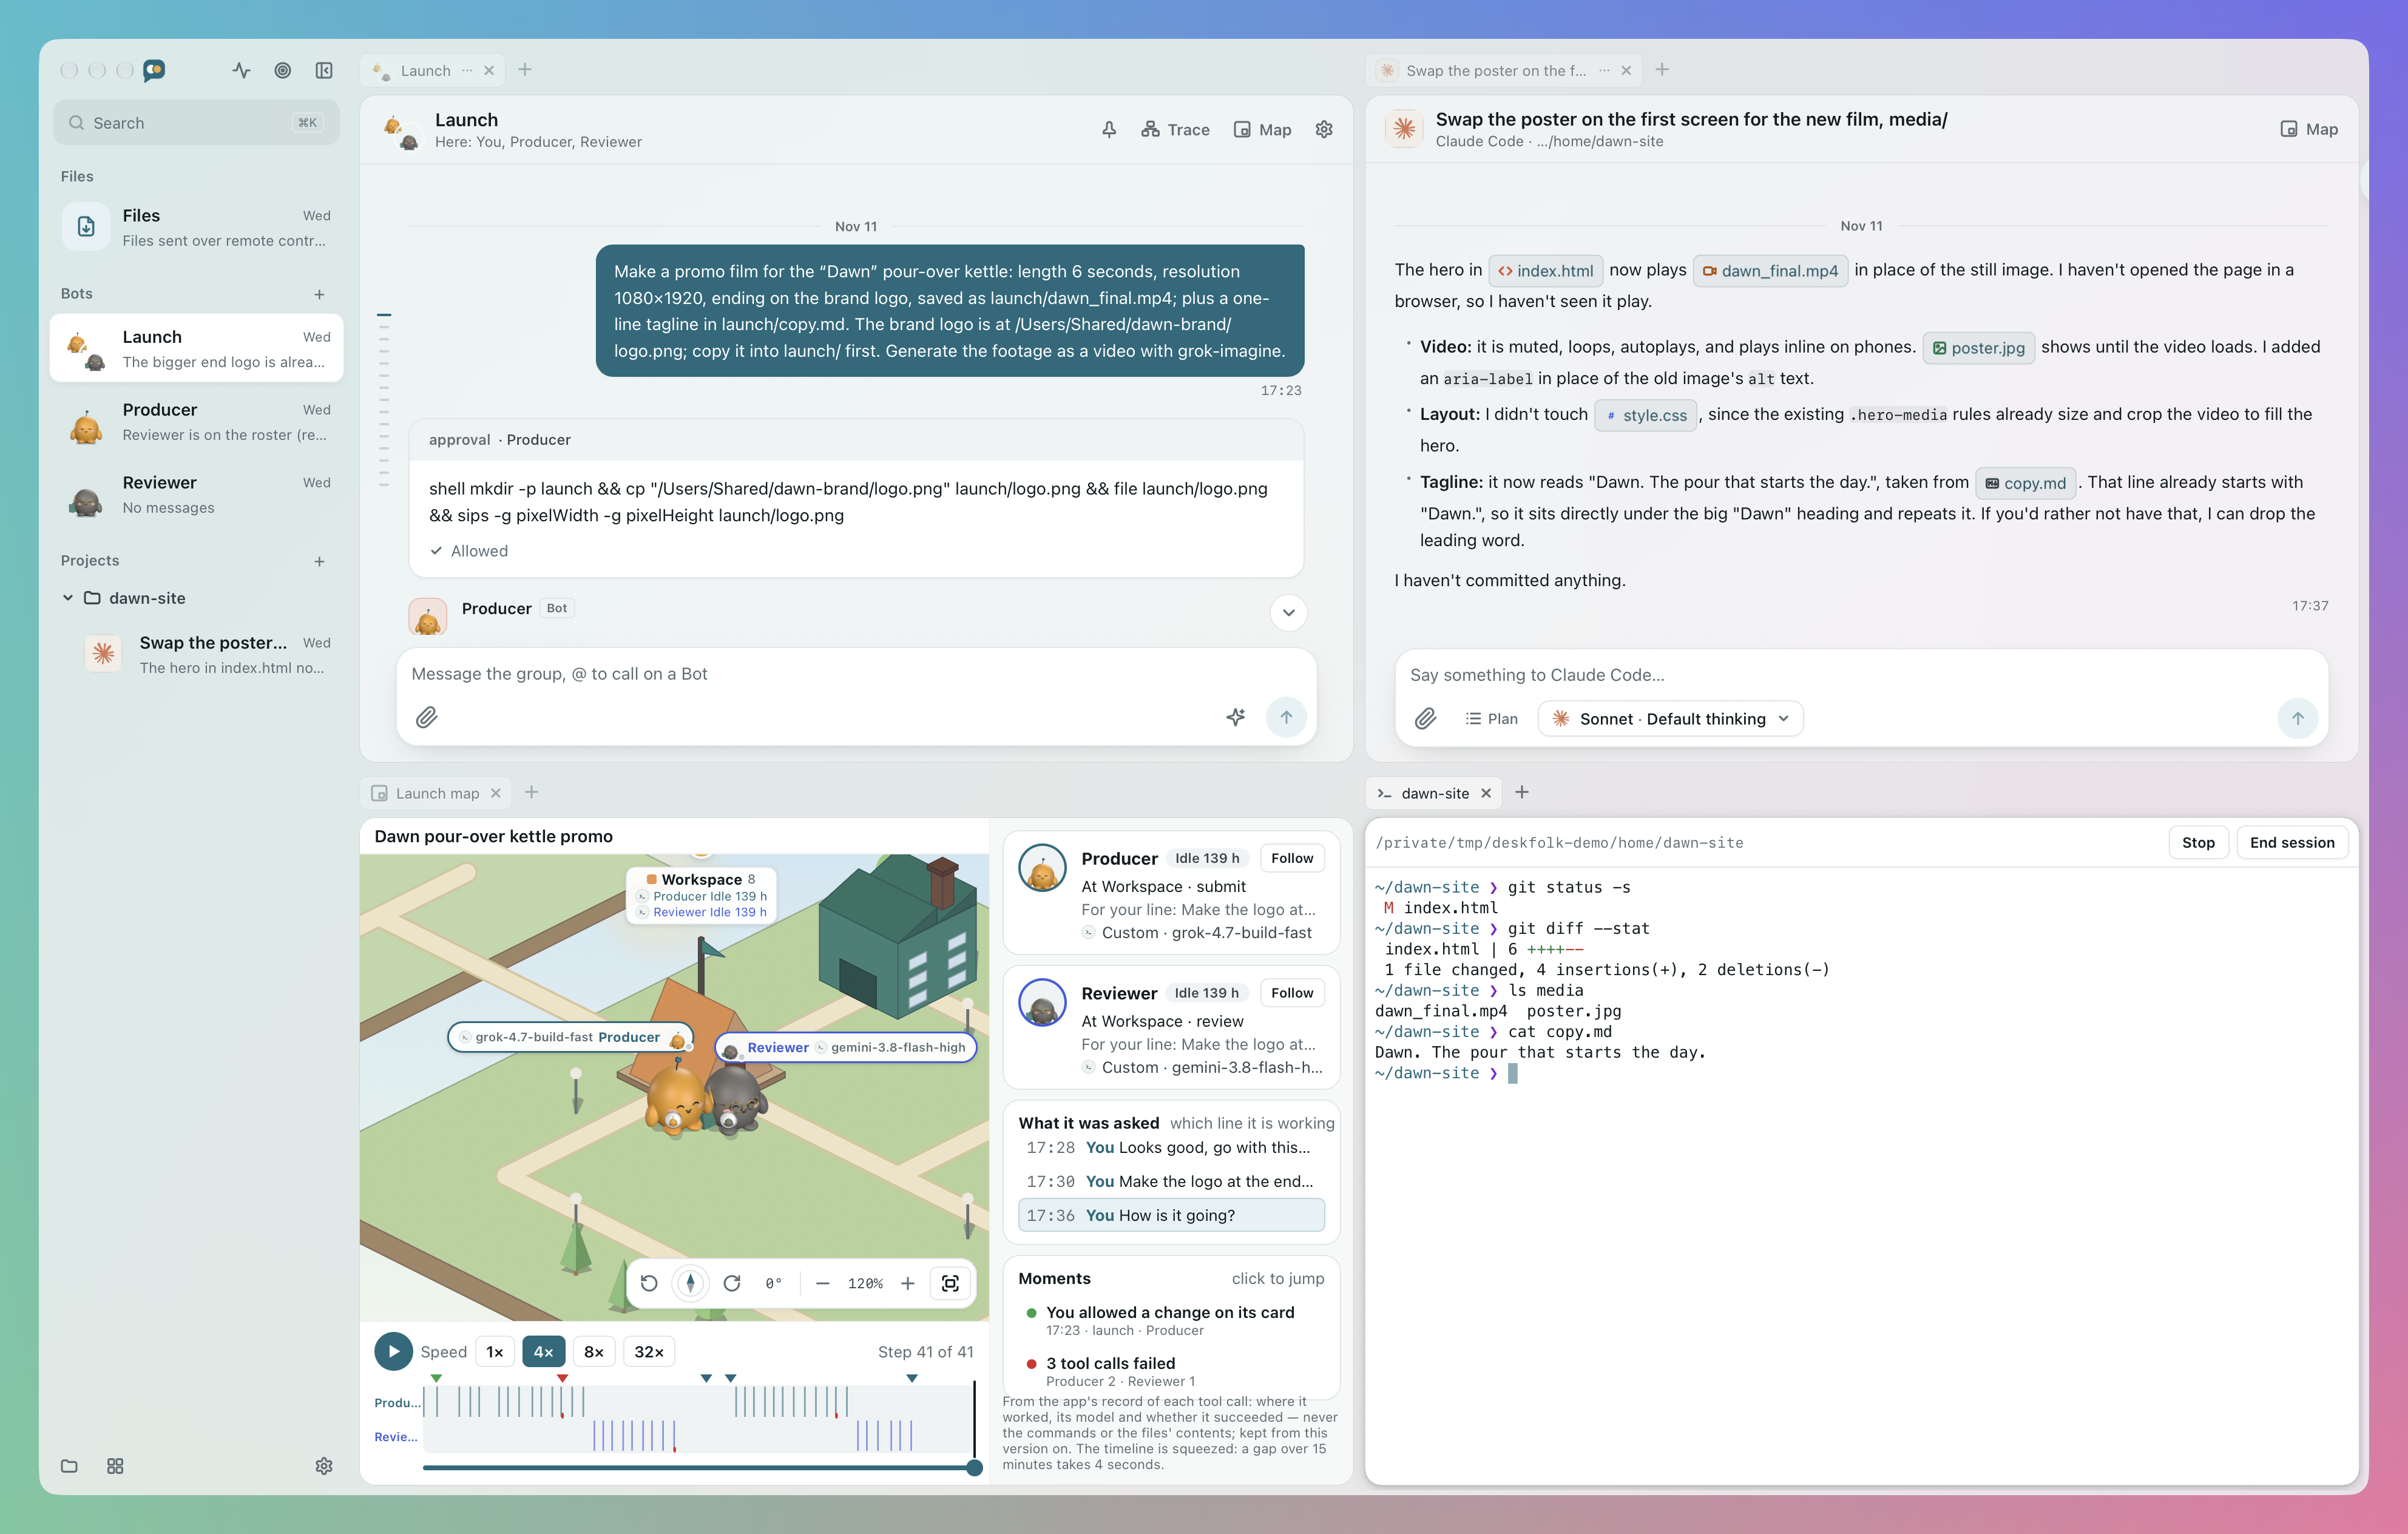 Search ⌘K
Files
Files Wed
Files sent over remote contr...
Bots +
Launch Wed
The bigger end logo is alrea...
Producer Wed
Reviewer is on the roster (re...
Reviewer Wed
No messages
Projects +
dawn-site
Swap the poster... Wed
The hero in index.html no...
Launch ··· × +
Launch
Here: You, Producer, Reviewer
Trace
Map
Nov 11
Make a promo film for the “Dawn” pour-over kettle: length 6 seconds, resolution
1080×1920, ending on the brand logo, saved as launch/dawn_final.mp4; plus a one-
line tagline in launch/copy.md. The brand logo is at /Users/Shared/dawn-brand/
logo.png; copy it into launch/ first. Generate the footage as a video with grok-imagine.
17:23
approval · Producer
shell mkdir -p launch && cp "/Users/Shared/dawn-brand/logo.png" launch/logo.png && file launch/logo.png
&& sips -g pixelWidth -g pixelHeight launch/logo.png
✓ Allowed
Producer Bot
Message the group, @ to call on a Bot
Swap the poster on the f... ··· × +
Swap the poster on the first screen for the new film, media/
Claude Code · .../home/dawn-site
Map
Nov 11
The hero in index.html now plays dawn_final.mp4 in place of the still image. I haven't opened the page in a
browser, so I haven't seen it play.
• Video: it is muted, loops, autoplays, and plays inline on phones. poster.jpg shows until the video loads. I added
an aria-label in place of the old image's alt text.
• Layout: I didn't touch # style.css, since the existing .hero-media rules already size and crop the video to fill the
hero.
• Tagline: it now reads "Dawn. The pour that starts the day.", taken from copy.md. That line already starts with
"Dawn.", so it sits directly under the big "Dawn" heading and repeats it. If you'd rather not have that, I can drop the
leading word.
I haven't committed anything.
17:37
Say something to Claude Code...
Plan
Sonnet · Default thinking
Launch map × +
Dawn pour-over kettle promo
Workspace 8
Producer Idle 139 h
Reviewer Idle 139 h
grok-4.7-build-fast Producer
Reviewer gemini-3.8-flash-high
0° − 120% +
Speed 1× 4× 8× 32× Step 41 of 41
Produ...
Revie...
Producer Idle 139 h Follow
At Workspace · submit
For your line: Make the logo at...
Custom · grok-4.7-build-fast
Reviewer Idle 139 h Follow
At Workspace · review
For your line: Make the logo at...
Custom · gemini-3.8-flash-h...
What it was asked which line it is working
17:28 You Looks good, go with this...
17:30 You Make the logo at the end...
17:36 You How is it going?
Moments click to jump
You allowed a change on its card
17:23 · launch · Producer
3 tool calls failed
Producer 2 · Reviewer 1
From the app's record of each tool call: where it
worked, its model and whether it succeeded — never
the commands or the files' contents; kept from this
version on. The timeline is squeezed: a gap over 15
minutes takes 4 seconds.
dawn-site × +
/private/tmp/deskfolk-demo/home/dawn-site
Stop
End session
~/dawn-site ❯ git status -s
M index.html
~/dawn-site ❯ git diff --stat
index.html | 6 ++++--
1 file changed, 4 insertions(+), 2 deletions(-)
~/dawn-site ❯ ls media
dawn_final.mp4 poster.jpg
~/dawn-site ❯ cat copy.md
Dawn. The pour that starts the day.
~/dawn-site ❯